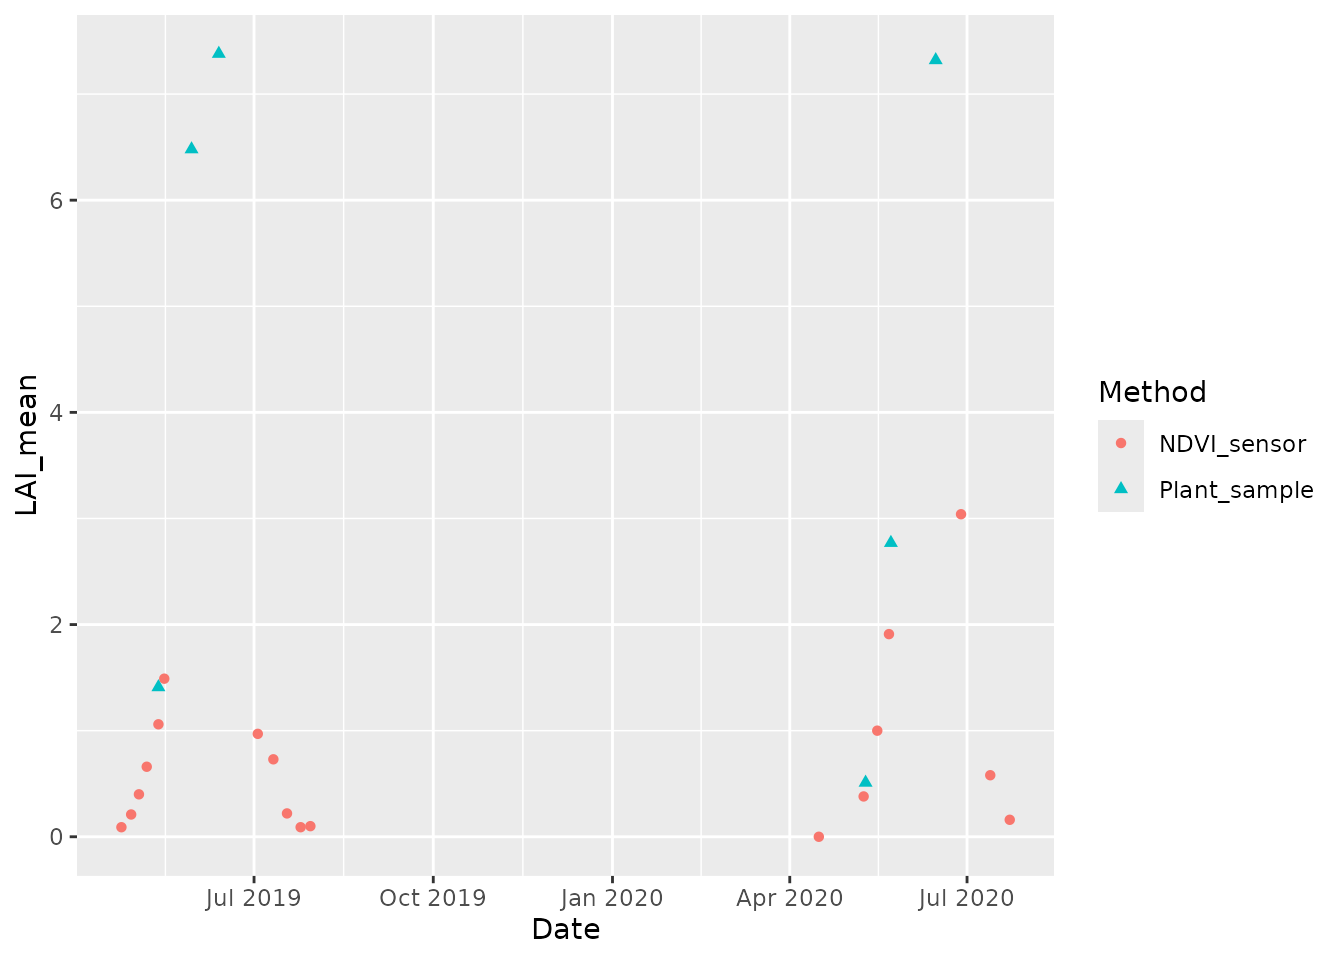 6
4
2
0
LAI_mean
Jul 2019
Oct 2019
Jan 2020
Apr 2020
Jul 2020
Date
Method
NDVI_sensor
Plant_sample